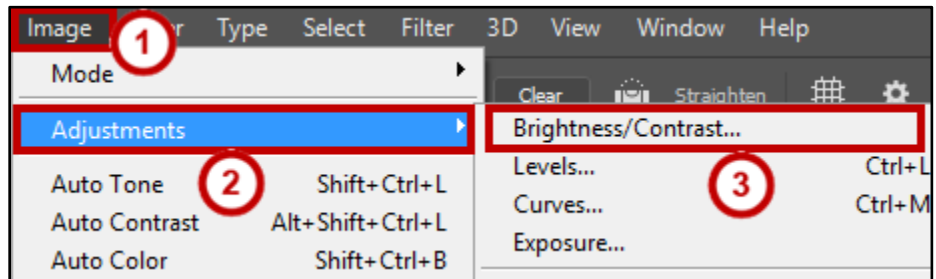 Image 1 Type Select Filter 3D View Window Help
Mode
Clear Straighten
Adjustments
Brightness/Contrast...
2
Auto Tone Shift+Ctrl+L
Auto Contrast Alt+Shift+Ctrl+L
Auto Color Shift+Ctrl+B
Levels... Ctrl+L
3
Curves... Ctrl+M
Exposure...